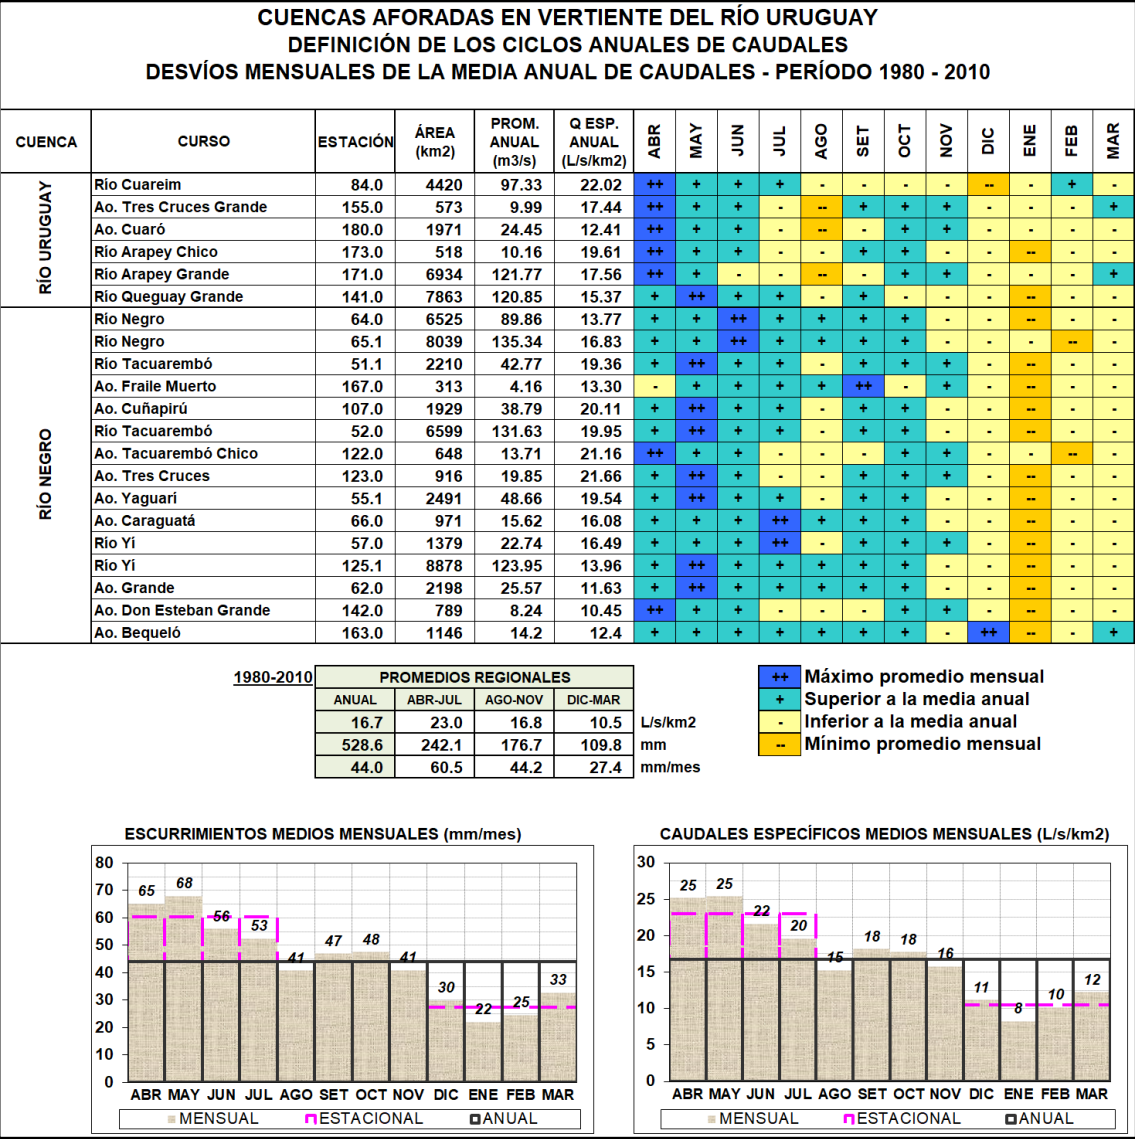 CUENCAS AFORADAS EN VERTIENTE DEL RÍO URUGUAY
DEFINICIÓN DE LOS CICLOS ANUALES DE CAUDALES
DESVÍOS MENSUALES DE LA MEDIA ANUAL DE CAUDALES - PERÍODO 1980 - 2010
CUENCA CURSO ESTACIÓN ÁREA (km2) PROM. ANUAL (m3/s) Q ESP. ANUAL (L/s/km2) ABR MAY JUN JUL AGO SET OCT NOV DIC ENE FEB MAR
RÍO URUGUAY
Río Cuareim 84.0 4420 97.33 22.02 ++ + + + - - - - -- - + -
Ao. Tres Cruces Grande 155.0 573 9.99 17.44 ++ + + - -- + + + - - - +
Ao. Cuaró 180.0 1971 24.45 12.41 ++ + + - -- - + + - - - -
Río Arapey Chico 173.0 518 10.16 19.61 ++ + + - - + + - - -- - -
Río Arapey Grande 171.0 6934 121.77 17.56 ++ + - - -- - + + - - - +
Río Queguay Grande 141.0 7863 120.85 15.37 + ++ + + - + - - - -- - -
RÍO NEGRO
Río Negro 64.0 6525 89.86 13.77 + + ++ + + + + - - -- - -
Río Negro 65.1 8039 135.34 16.83 + + ++ + + + + - - - -- -
Río Tacuarembó 51.1 2210 42.77 19.36 + ++ + + - + + + - -- - -
Ao. Fraile Muerto 167.0 313 4.16 13.30 - + + + + ++ - + - -- - -
Ao. Cuñapirú 107.0 1929 38.79 20.11 + ++ + + - + + - - -- - -
Río Tacuarembó 52.0 6599 131.63 19.95 + ++ + + - + + - - -- - -
Ao. Tacuarembó Chico 122.0 648 13.71 21.16 ++ + + - - - + + - - -- -
Ao. Tres Cruces 123.0 916 19.85 21.66 + ++ + - - + + + - -- - -
Ao. Yaguarí 55.1 2491 48.66 19.54 + ++ + + - + + - - -- - -
Ao. Caraguatá 66.0 971 15.62 16.08 + + + ++ + + + - - -- - -
Río Yí 57.0 1379 22.74 16.49 + + + ++ - + + + - -- - -
Río Yí 125.1 8878 123.95 13.96 + ++ + + + + + - - -- - -
Ao. Grande 62.0 2198 25.57 11.63 + ++ + + + + + - - -- - -
Ao. Don Esteban Grande 142.0 789 8.24 10.45 ++ + + - - - + + - -- - -
Ao. Bequeló 163.0 1146 14.2 12.4 + + + + + + + - ++ -- - +
1980-2010 PROMEDIOS REGIONALES
ANUAL ABR-JUL AGO-NOV DIC-MAR
16.7 23.0 16.8 10.5 L/s/km2
528.6 242.1 176.7 109.8 mm
44.0 60.5 44.2 27.4 mm/mes
++ Máximo promedio mensual
+ Superior a la media anual
- Inferior a la media anual
-- Mínimo promedio mensual
ESCURRIMIENTOS MEDIOS MENSUALES (mm/mes)
80
70
60
50
40
30
20
10
0
65 68 56 53 41 47 48 41 30 22 25 33
ABR MAY JUN JUL AGO SET OCT NOV DIC ENE FEB MAR
MENSUAL ESTACIONAL ANUAL
CAUDALES ESPECÍFICOS MEDIOS MENSUALES (L/s/km2)
30
25
20
15
10
5
0
25 25 22 20 15 18 18 16 11 8 10 12
ABR MAY JUN JUL AGO SET OCT NOV DIC ENE FEB MAR
MENSUAL ESTACIONAL ANUAL